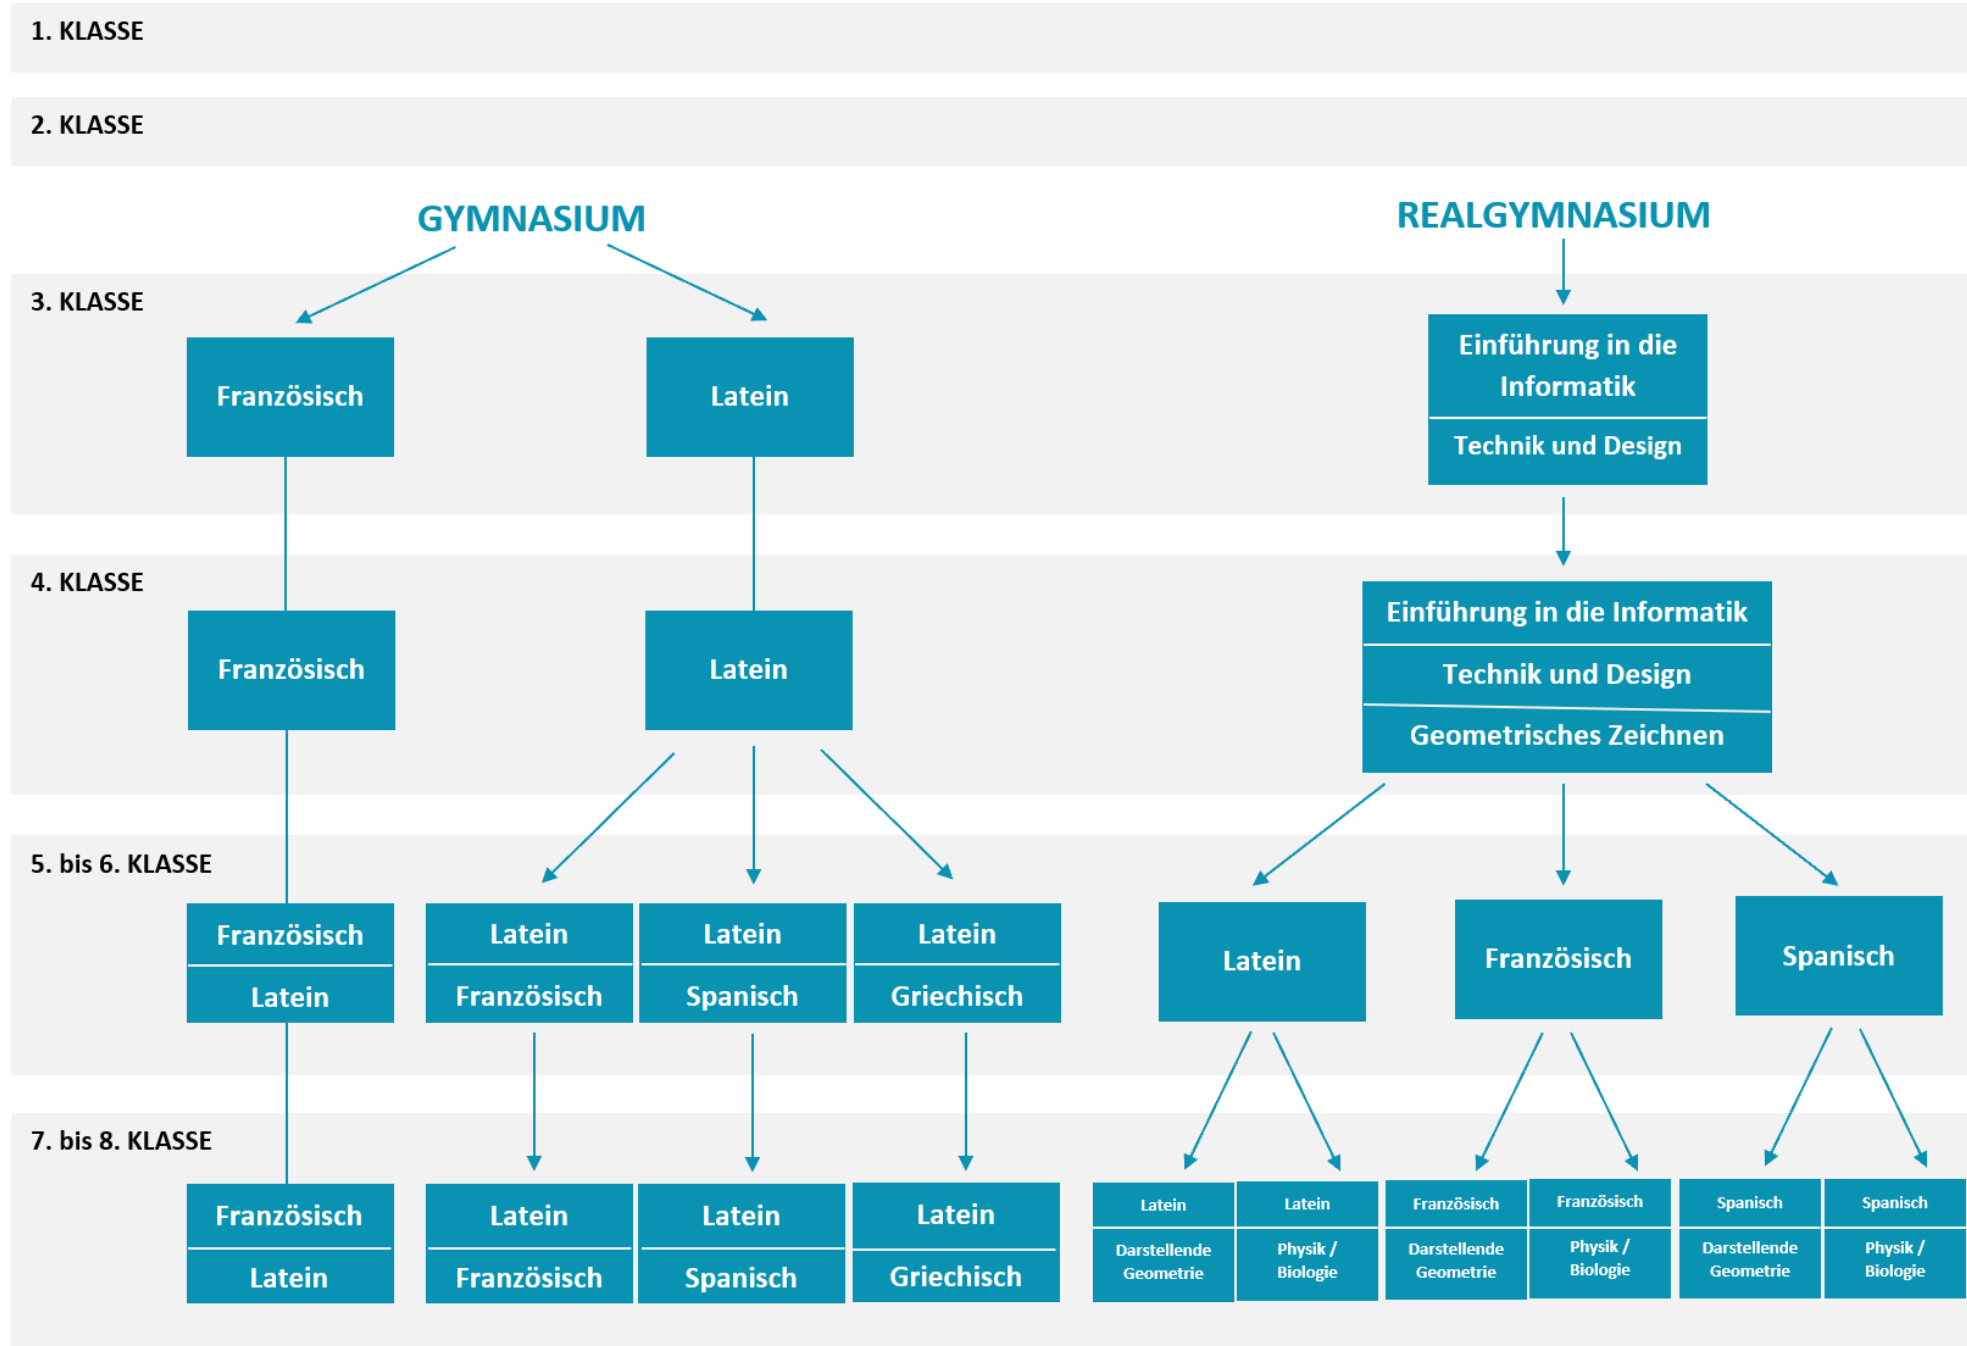 1. KLASSE
2. KLASSE
GYMNASIUM
REALGYMNASIUM
3. KLASSE
Französisch
Latein
Einführung in die
Informatik
Technik und Design
4. KLASSE
Französisch
Latein
Einführung in die Informatik
Technik und Design
Geometrisches Zeichnen
5. bis 6. KLASSE
Französisch
Latein
Latein
Französisch
Latein
Spanisch
Latein
Griechisch
Latein
Französisch
Spanisch
7. bis 8. KLASSE
Französisch
Latein
Latein
Französisch
Latein
Spanisch
Latein
Griechisch
Latein
Darstellende
Geometrie
Latein
Physik /
Biologie
Französisch
Darstellende
Geometrie
Französisch
Physik /
Biologie
Spanisch
Darstellende
Geometrie
Spanisch
Physik /
Biologie